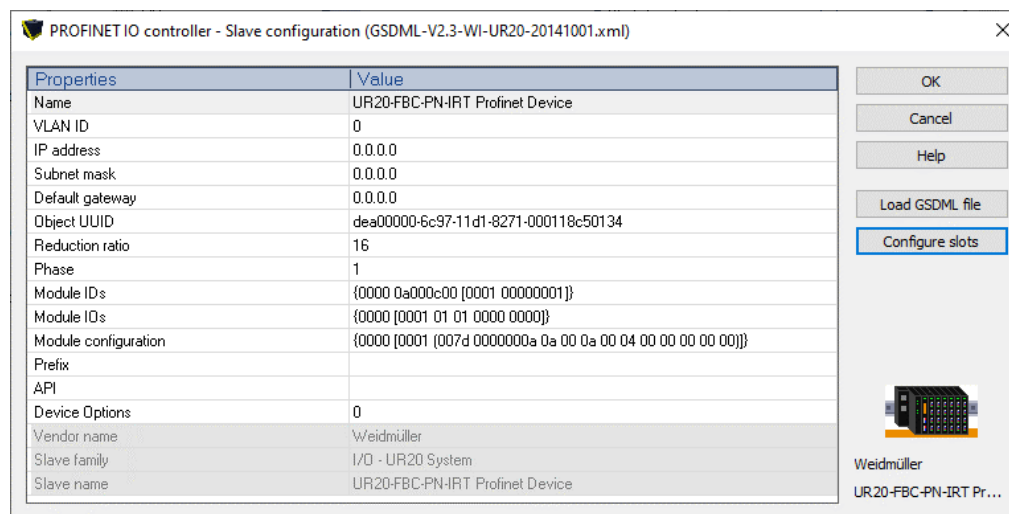 PROFINET IO controller - Slave configuration (GSDML-V2.3-WI-UR20-20141001.xml)
Properties Value
Name UR20-FBC-PN-IRT Profinet Device
VLAN ID 0
IP address 0.0.0.0
Subnet mask 0.0.0.0
Default gateway 0.0.0.0
Object UUID dea00000-6c97-11d1-8271-000118c50134
Reduction ratio 16
Phase 1
Module IDs {0000 0a000c00 [0001 00000001]}
Module IOs {0000 [0001 01 01 0000 0000]}
Module configuration {0000 [0001 (007d 0000000a 0a 00 0a 00 04 00 00 00 00 00)]}
Prefix
API
Device Options 0
Vendor name Weidmüller
Slave family I/O - UR20 System
Slave name UR20-FBC-PN-IRT Profinet Device
OK
Cancel
Help
Load GSDML file
Configure slots
Weidmüller
UR20-FBC-PN-IRT Pr...